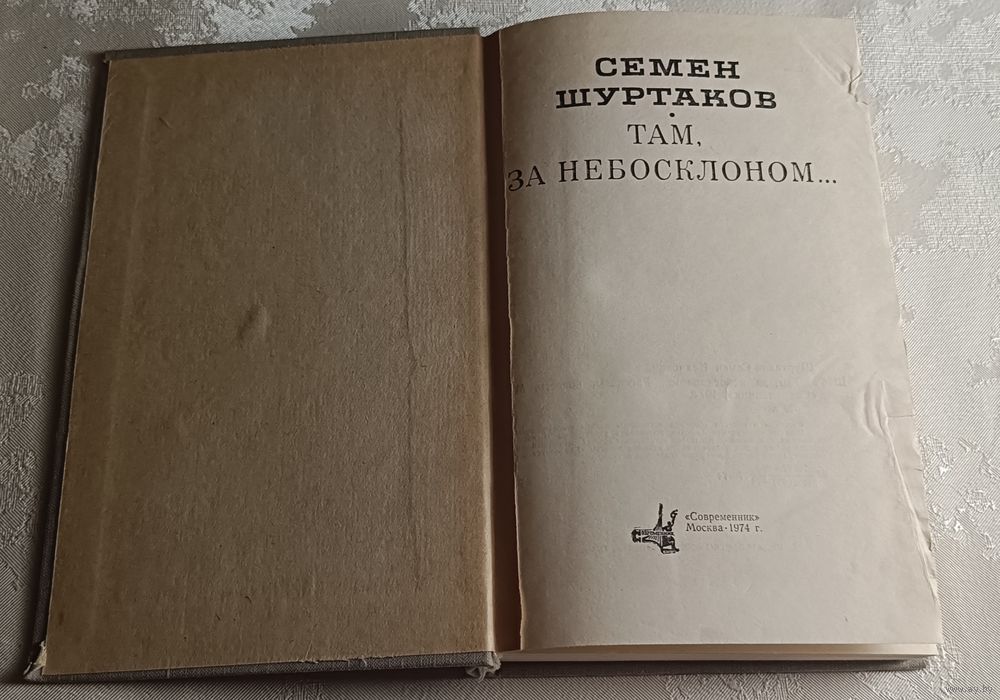 СЕМЕН
ШУРТАКОВ
ТАМ,
ЗА НЕБОСКЛОНОМ...
«Современник»
Москва·1974 г.